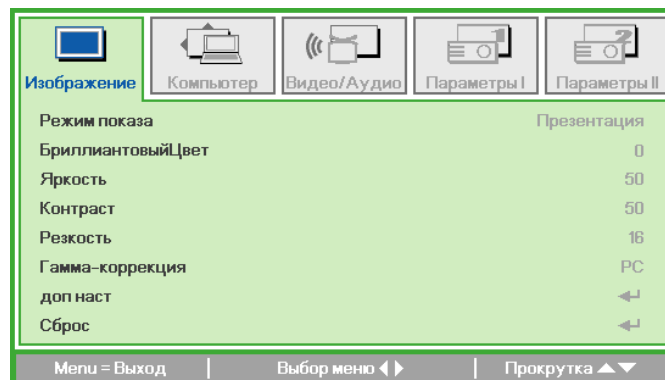 Изображение Компьютер Видео/Аудио Параметры I Параметры II
Режим показа Презентация
БриллиантовыйЦвет 0
Яркость 50
Контраст 50
Резкость 16
Гамма-коррекция PC
доп наст
Сброс
Menu = Выход Выбор меню Прокрутка